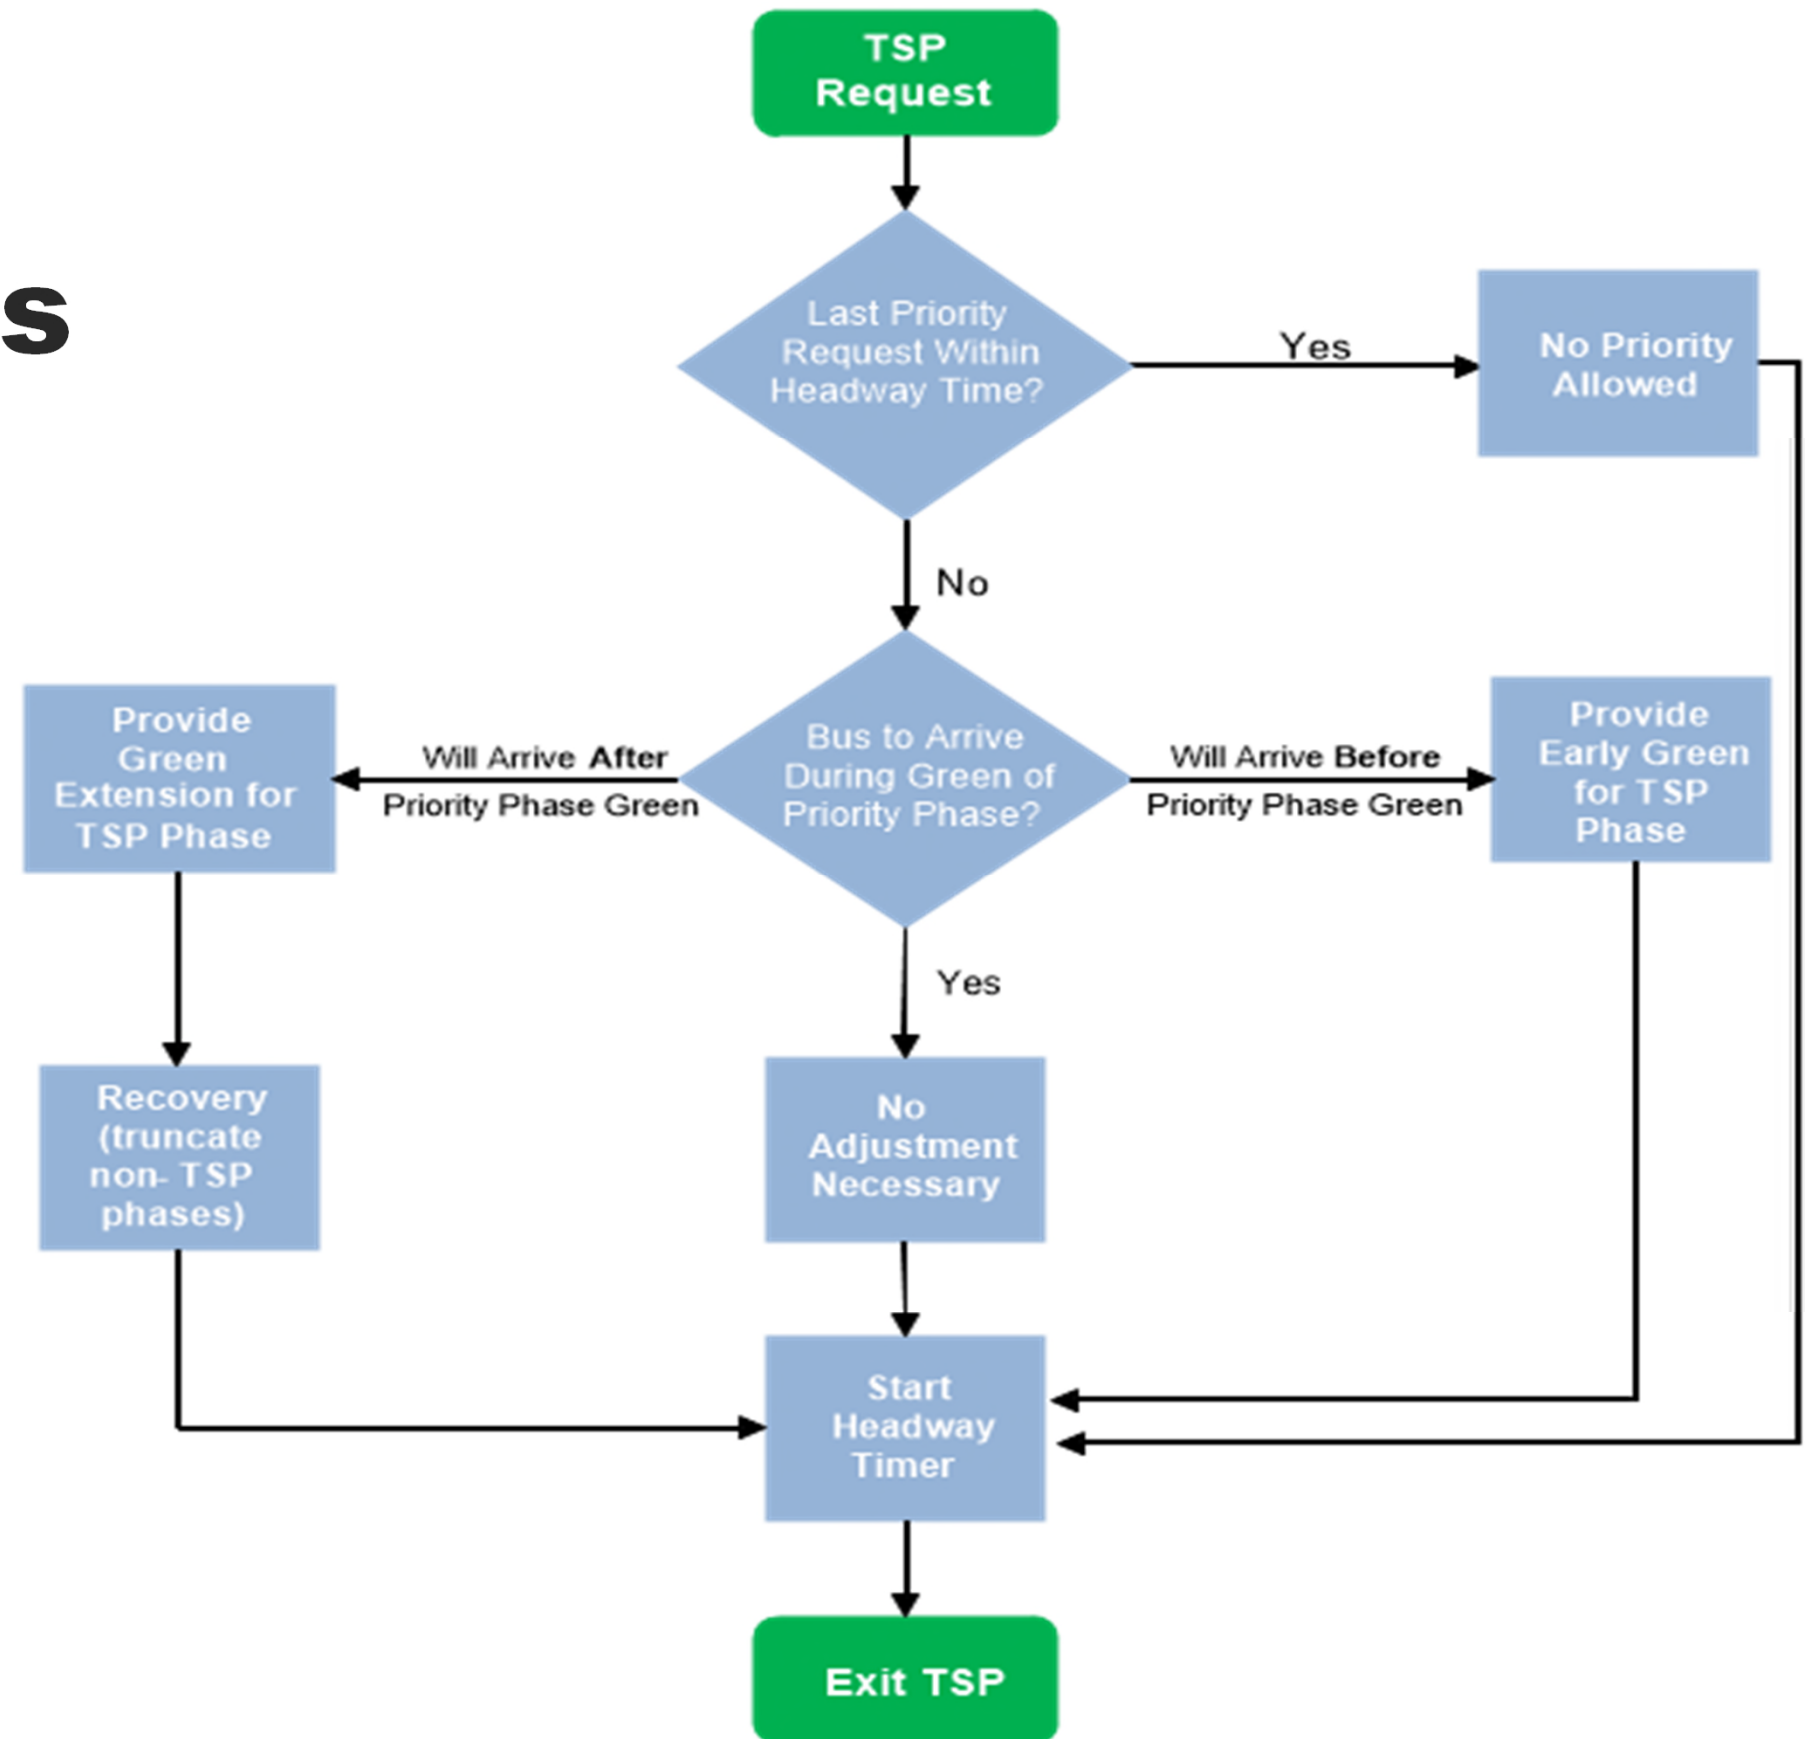 TSP
Request
s
Last Priority
Request Within
Headway Time?
Yes
No Priority
Allowed
No
Provide
Green
Extension for
TSP Phase
Will Arrive After
Priority Phase Green
Bus to Arrive
During Green of
Priority Phase?
Will Arrive Before
Priority Phase Green
Provide
Early Green
for TSP
Phase
Yes
Recovery
(truncate
non- TSP
phases)
No
Adjustment
Necessary
Start
Headway
Timer
Exit TSP